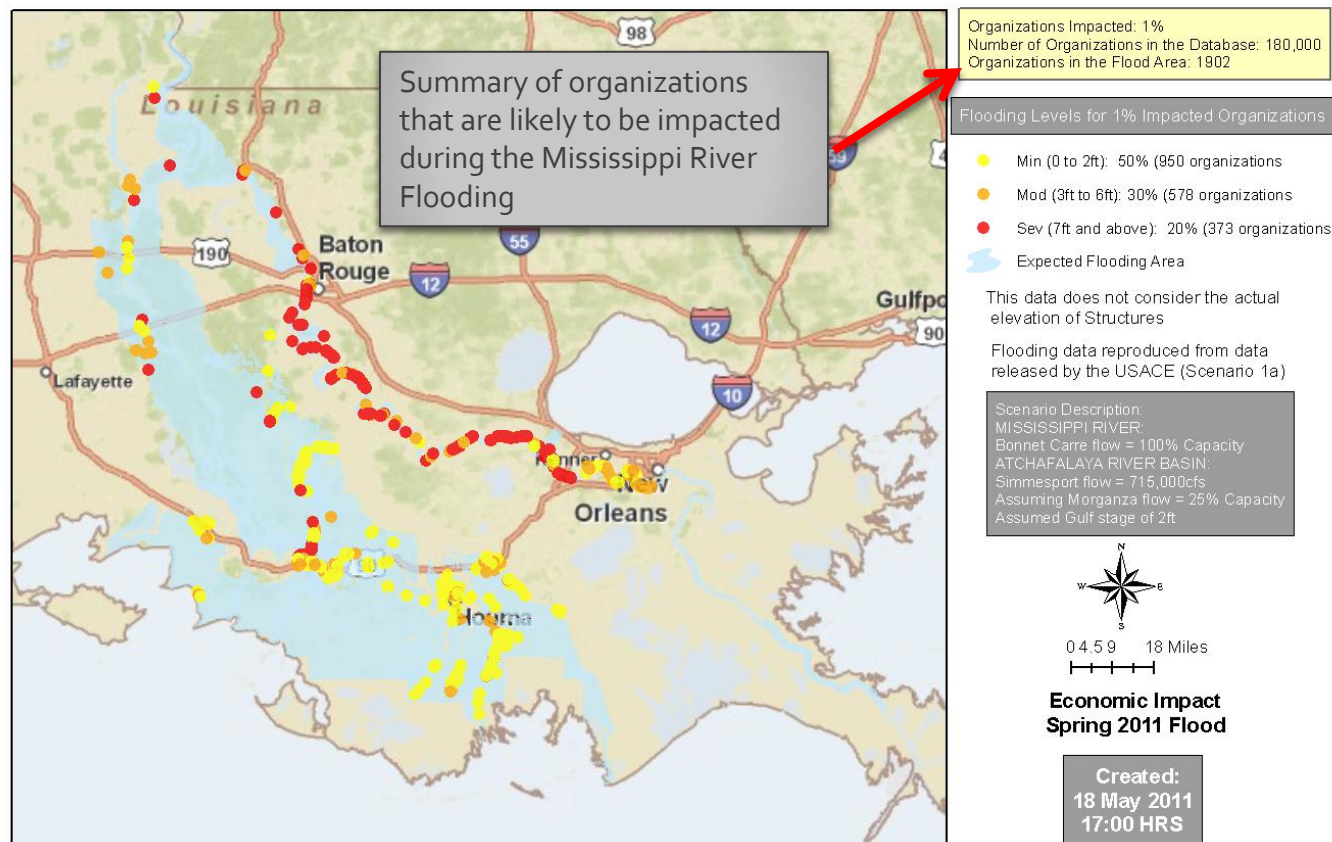 98
Louisiana
Summary of organizations
that are likely to be impacted
during the Mississippi River
Flooding
59
55
190
Baton
Rouge
12
Gulfpo
12
90
Lafayette
10
Kenner
New
Orleans
90
Houma
Organizations Impacted: 1%
Number of Organizations in the Database: 180,000
Organizations in the Flood Area: 1902
Flooding Levels for 1% Impacted Organizations
Min (0 to 2ft): 50% (950 organizations
Mod (3ft to 6ft): 30% (578 organizations
Sev (7ft and above): 20% (373 organizations
Expected Flooding Area
This data does not consider the actual
elevation of Structures
Flooding data reproduced from data
released by the USACE (Scenario 1a)
Scenario Description:
MISSISSIPPI RIVER:
Bonnet Carre flow = 100% Capacity
ATCHAFALAYA RIVER BASIN:
Simmesport flow = 715,000cfs
Assuming Morganza flow = 25% Capacity
Assumed Gulf stage of 2ft
N
W E
S
0 4.5 9 18 Miles
Economic Impact
Spring 2011 Flood
Created:
18 May 2011
17:00 HRS